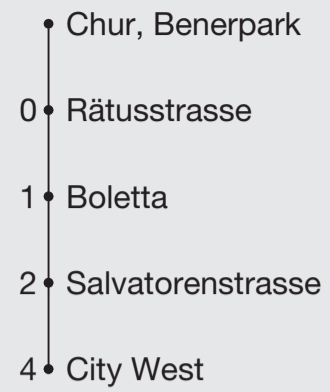 Chur, Benerpark
0 Rätusstrasse
1 Boletta
2 Salvatorenstrasse
4 City West